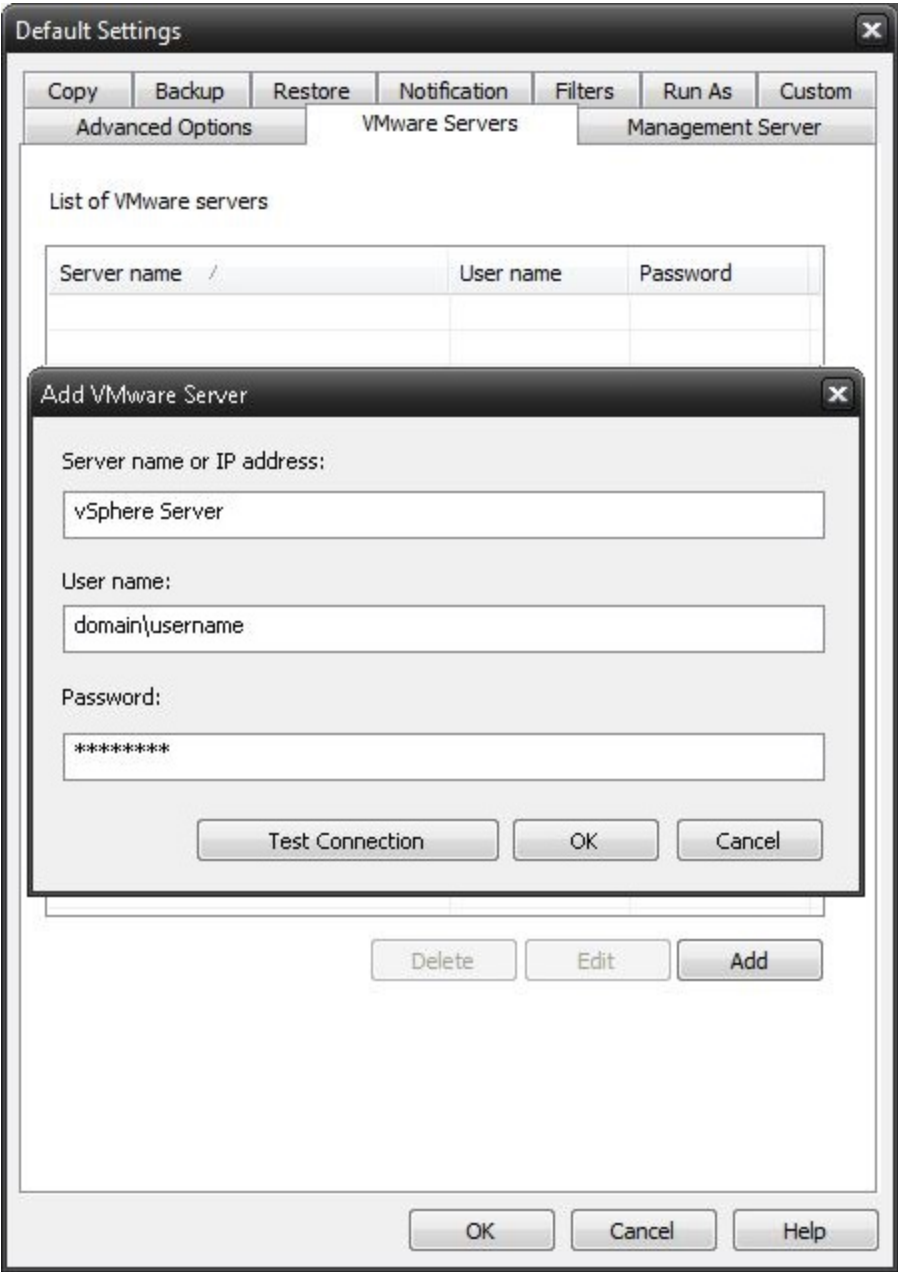 Default Settings
Copy Backup Restore Notification Filters Run As Custom
Advanced Options VMware Servers Management Server
List of VMware servers
Server name / User name Password
Add VMware Server
Server name or IP address:
vSphere Server
User name:
domain\username
Password:
********
Test Connection OK Cancel
Delete Edit Add
OK Cancel Help